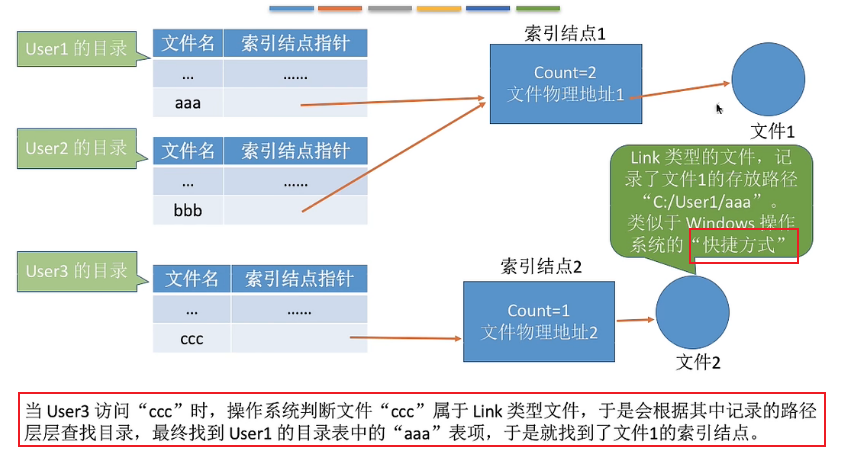 User1 的目录
文件名 索引结点指针
... ......
aaa
User2 的目录
文件名 索引结点指针
... ......
bbb
User3 的目录
文件名 索引结点指针
... ......
ccc
索引结点1
Count=2
文件物理地址1
文件1
Link 类型的文件，记
录了文件1的存放路径
“C:/User1/aaa”。
类似于 Windows 操作
系统的“快捷方式”
索引结点2
Count=1
文件物理地址2
文件2
当 User3 访问“ccc”时，操作系统判断文件“ccc”属于 Link 类型文件，于是会根据其中记录的路径
层层查找目录，最终找到 User1 的目录表中的“aaa”表项，于是就找到了文件1的索引结点。